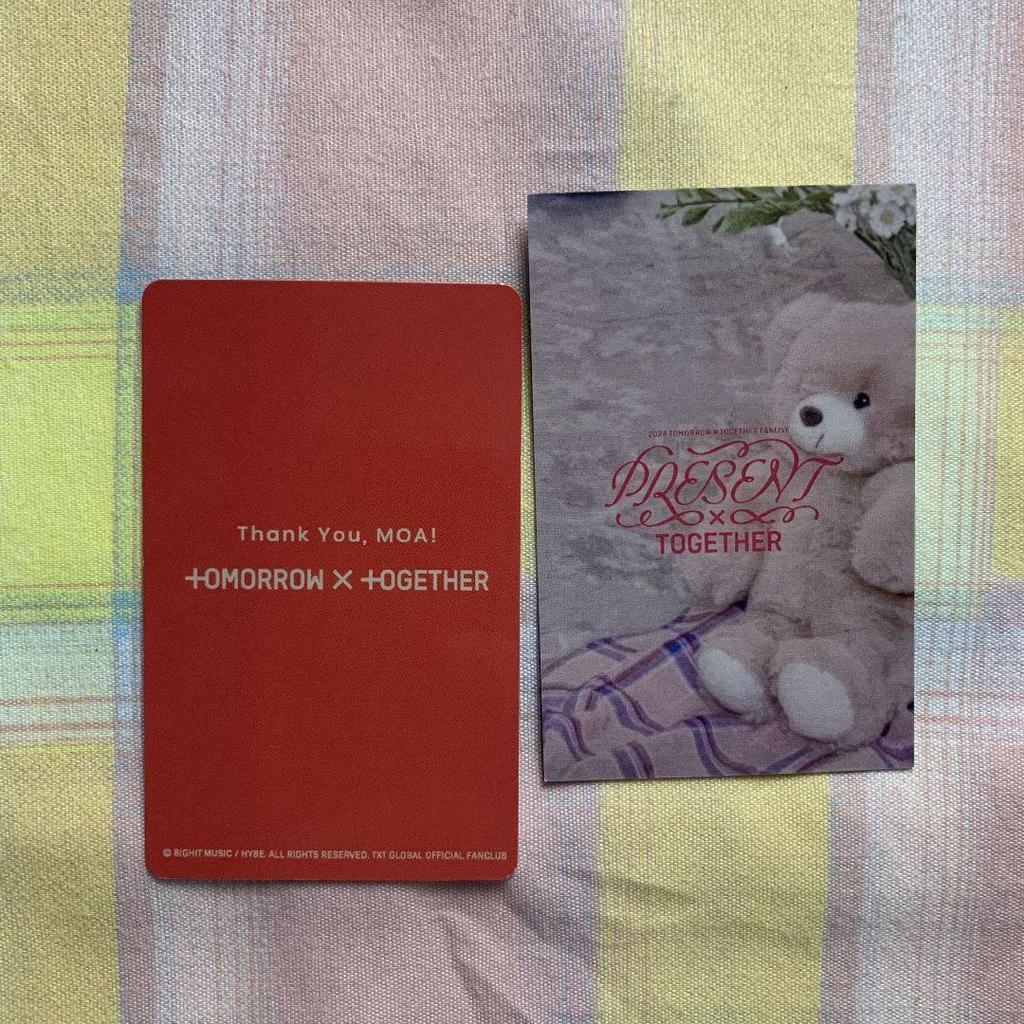 Thank You, MOA!
TOMORROW × TOGETHER
© BIGHIT MUSIC / HYBE. ALL RIGHTS RESERVED. TXT GLOBAL OFFICIAL FANCLUB
2024 TOMORROW × TOGETHER FANLIVE
PRESENT
×
TOGETHER